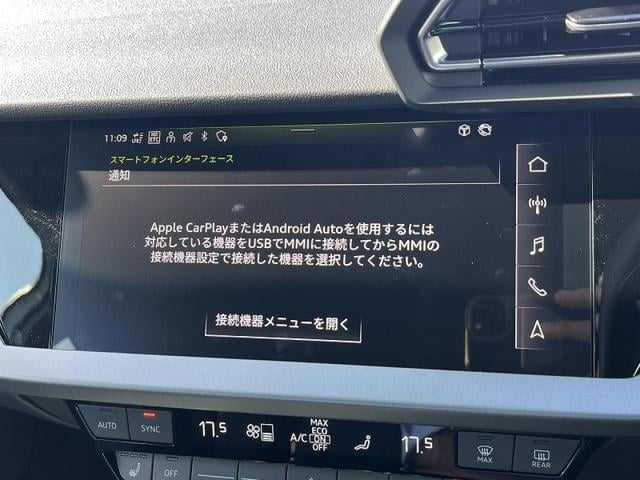 11:09
スマートフォンインターフェース
通知
Apple CarPlayまたはAndroid Autoを使用するには
対応している機器をUSBでMMIに接続してからMMIの
接続機器設定で接続した機器を選択してください。
接続機器メニューを開く
AUTO
SYNC
17.5
A/C
MAX
ECO
ON
OFF
17.5
MAX
REAR
OFF